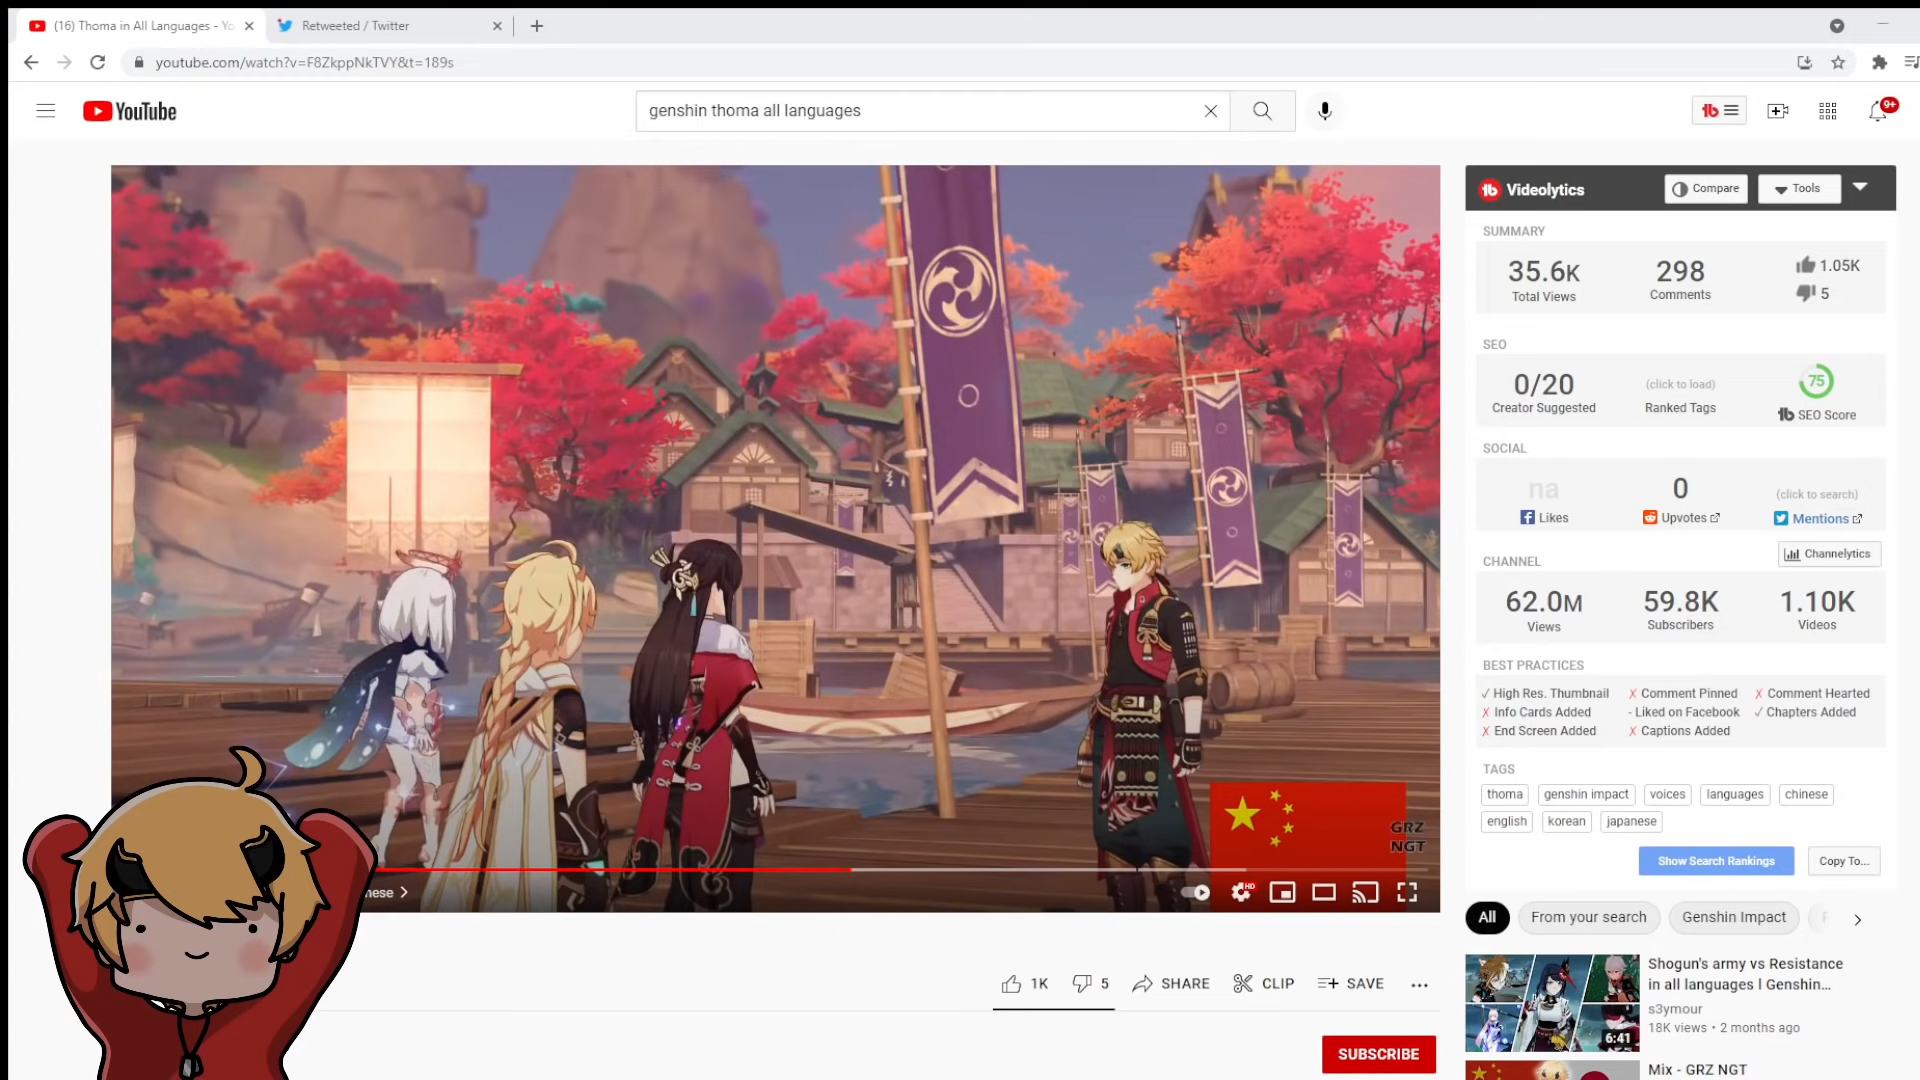 (16) Thoma in All Languages - Yo
Retweeted / Twitter
youtube.com/watch?v=F8ZkppNkTVY&t=189s
YouTube
genshin thoma all languages
9+
Videolytics
Compare
Tools
SUMMARY
35.6K
298
1.05K
Total Views
Comments
5
SEO
0/20
(click to load)
75
Creator Suggested
Ranked Tags
SEO Score
SOCIAL
na
0
(click to search)
Likes
Upvotes
Mentions
CHANNEL
Channelytics
62.0M
59.8K
1.10K
Views
Subscribers
Videos
BEST PRACTICES
✓ High Res. Thumbnail
✗ Comment Pinned
✗ Comment Hearted
✗ Info Cards Added
- Liked on Facebook
✓ Chapters Added
✗ End Screen Added
✗ Captions Added
TAGS
thoma
genshin impact
voices
languages
chinese
english
korean
japanese
Show Search Rankings
Copy To...
GRZ
NGT
nese
HD
All
From your search
Genshin Impact
1K
5
SHARE
CLIP
SAVE
SUBSCRIBE
Shogun's army vs Resistance
in all languages l Genshin...
s3ymour
18K views • 2 months ago
6:41
Mix - GRZ NGT